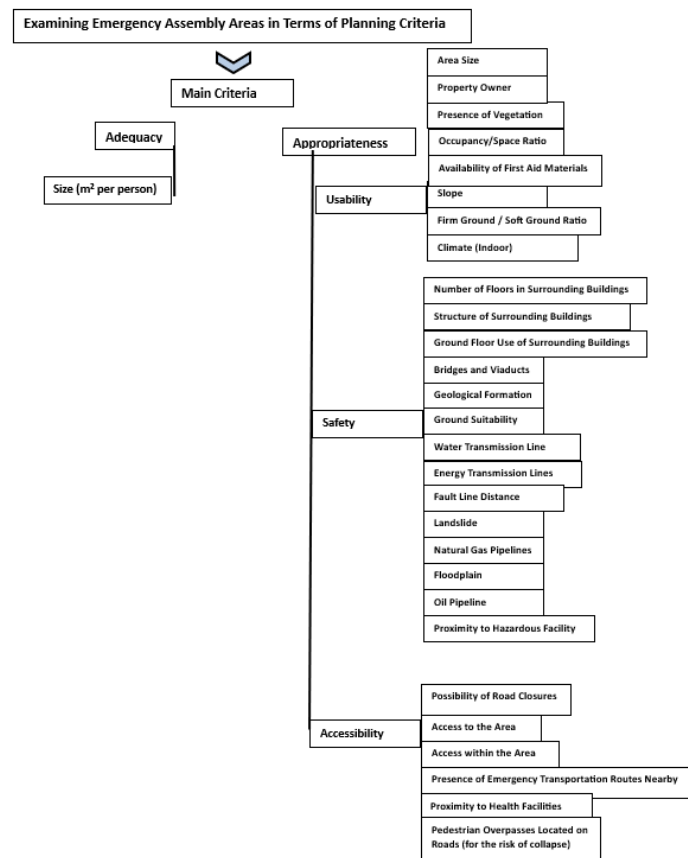 Examining Emergency Assembly Areas in Terms of Planning Criteria
Main Criteria
Adequacy
Size (m² per person)
Appropriateness
Usability
Area Size
Property Owner
Presence of Vegetation
Occupancy/Space Ratio
Availability of First Aid Materials
Slope
Firm Ground / Soft Ground Ratio
Climate (Indoor)
Safety
Number of Floors in Surrounding Buildings
Structure of Surrounding Buildings
Ground Floor Use of Surrounding Buildings
Bridges and Viaducts
Geological Formation
Ground Suitability
Water Transmission Line
Energy Transmission Lines
Fault Line Distance
Landslide
Natural Gas Pipelines
Floodplain
Oil Pipeline
Proximity to Hazardous Facility
Accessibility
Possibility of Road Closures
Access to the Area
Access within the Area
Presence of Emergency Transportation Routes Nearby
Proximity to Health Facilities
Pedestrian Overpasses Located on
Roads (for the risk of collapse)